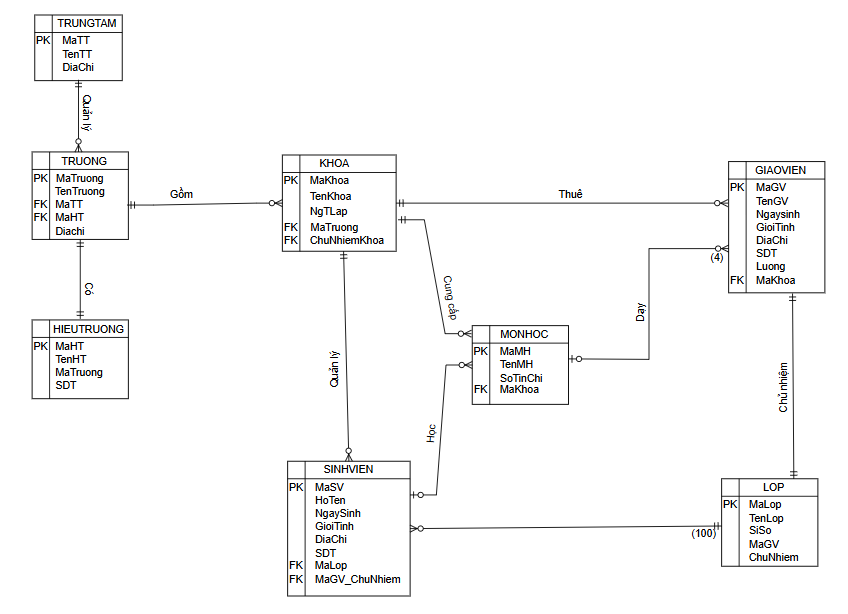 TRUNGTAM
PK MaTT
TenTT
DiaChi
Quản lý
TRUONG
PK MaTruong
TenTruong
FK MaTT
FK MaHT
Diachi
Có
HIEUTRUONG
PK MaHT
TenHT
MaTruong
SDT
Gồm
KHOA
PK MaKhoa
TenKhoa
NgTLap
FK MaTruong
FK ChuNhiemKhoa
Thuê
GIAOVIEN
PK MaGV
TenGV
Ngaysinh
GioiTinh
DiaChi
SDT
Luong
FK MaKhoa
(4)
Cung cấp
Dạy
MONHOC
PK MaMH
TenMH
SoTinChi
FK MaKhoa
Quản lý
Học
Chủ nhiệm
SINHVIEN
PK MaSV
HoTen
NgaySinh
GioiTinh
DiaChi
SDT
FK MaLop
FK MaGV_ChuNhiem
(100)
LOP
PK MaLop
TenLop
SiSo
MaGV
ChuNhiem